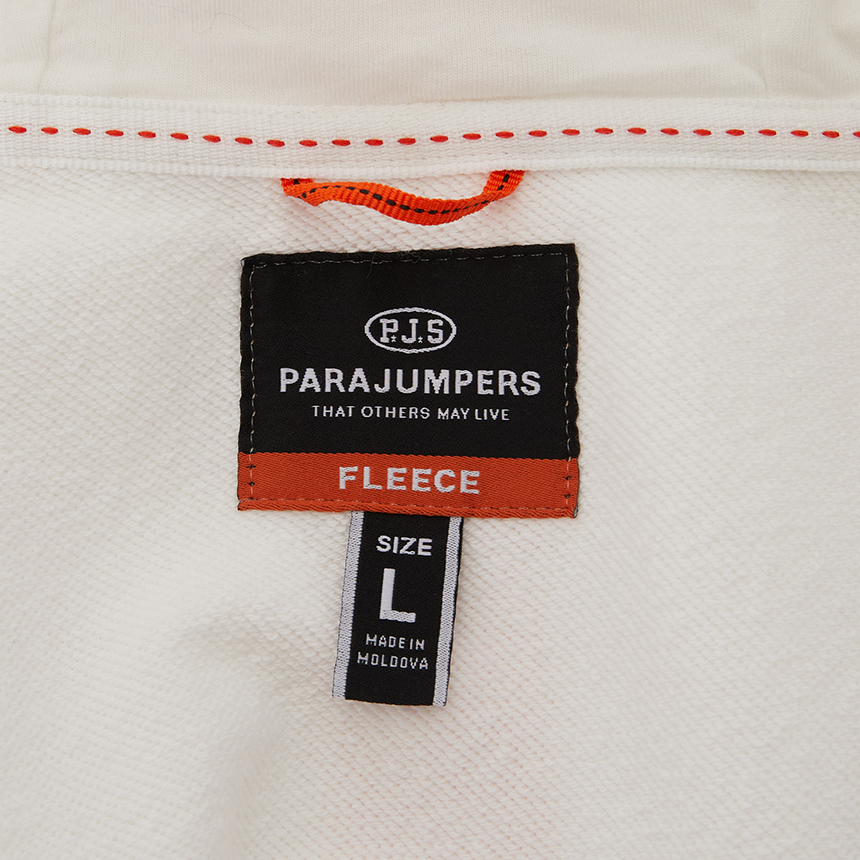 P.J.S
PARAJUMPERS
THAT OTHERS MAY LIVE
FLEECE
SIZE
L
MADE IN
MOLDOVA